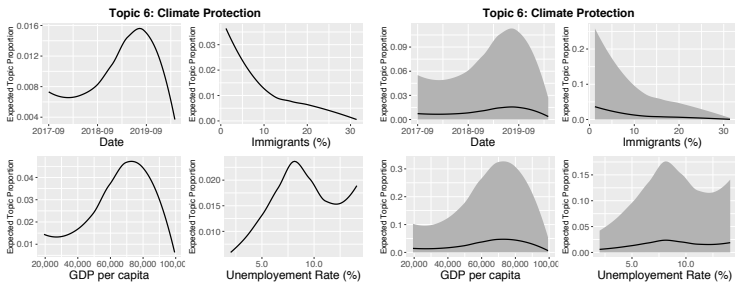 Topic 6: Climate Protection
Expected Topic Proportion
0.016
0.012
0.008
0.004
2017-09 2018-09 2019-09
Date
Expected Topic Proportion
0.03
0.02
0.01
0.00
0 10 20 30
Immigrants (%)
Expected Topic Proportion
0.04
0.03
0.02
0.01
20,000 40,000 60,000 80,000 100,00
GDP per capita
Expected Topic Proportion
0.020
0.015
0.010
5.0 10.0
Unemployement Rate (%)
Topic 6: Climate Protection
Expected Topic Proportion
0.09
0.06
0.03
0.00
2017-09 2018-09 2019-09
Date
Expected Topic Proportion
0.2
0.1
0.0
0 10 20 30
Immigrants (%)
Expected Topic Proportion
0.3
0.2
0.1
0.0
20,000 40,000 60,000 80,000 100,00
GDP per capita
Expected Topic Proportion
0.15
0.10
0.05
0.00
5.0 10.0
Unemployement Rate (%)